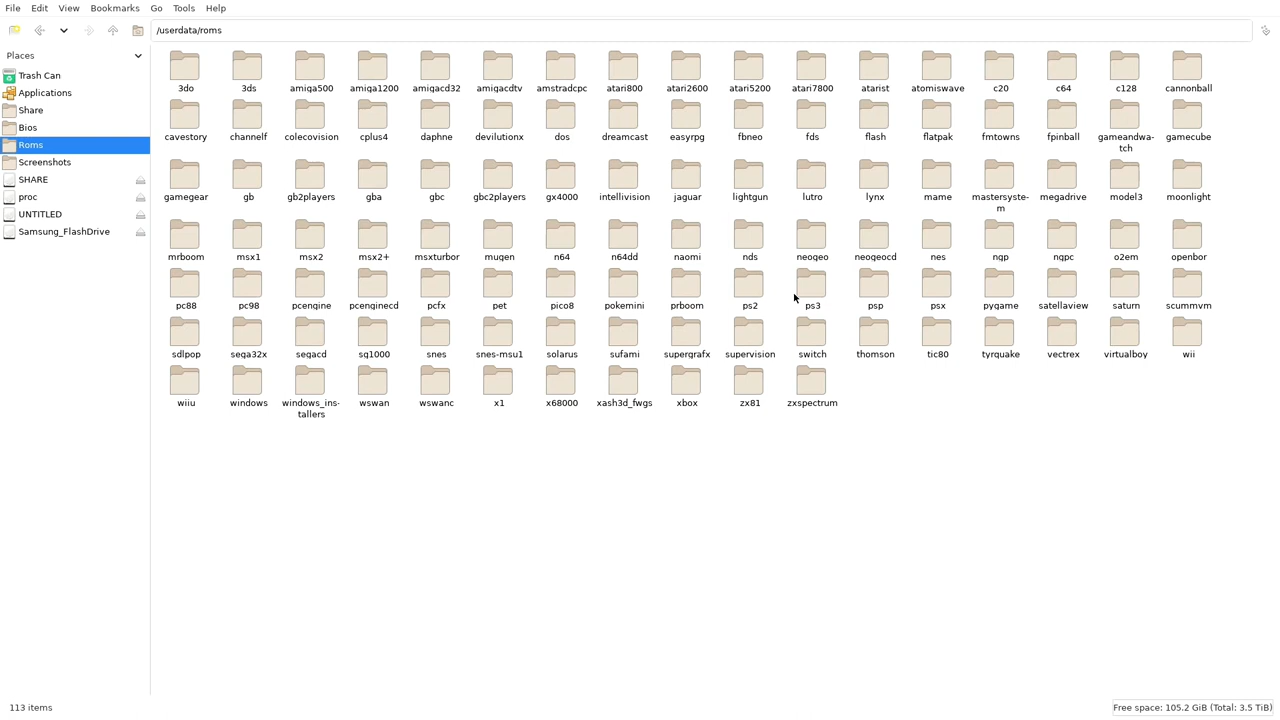 File Edit View Bookmarks Go Tools Help
/userdata/roms
Places
Trash Can
Applications
Share
Bios
Roms
Screenshots
SHARE
proc
UNTITLED
Samsung_FlashDrive
3do 3ds amiga500 amiga1200 amigacd32 amigacdtv amstradcpc atari800 atari2600 atari5200 atari7800 atarist atomiswave c20 c64 c128 cannonball
cavestory channelf colecovision cplus4 daphne devilutionx dos dreamcast easyrpg fbneo fds flash flatpak fmtowns fpinball gameandwa-
tch gamecube
gamegear gb gb2players gba gbc gbc2players gx4000 intellivision jaguar lightgun lutro lynx mame mastersyste-
m megadrive model3 moonlight
mrboom msx1 msx2 msx2+ msxturbor mugen n64 n64dd naomi nds neogeo neogeocd nes ngp ngpc o2em openbor
pc88 pc98 pcengine pcenginecd pcfx pet pico8 pokemini prboom ps2 ps3 psp psx pygame satellaview saturn scummvm
sdlpop sega32x segacd sg1000 snes snes-msu1 solarus sufami supergrafx supervision switch thomson tic80 tyrquake vectrex virtualboy wii
wiiu windows windows_ins-
tallers wswan wswanc x1 x68000 xash3d_fwgs xbox zx81 zxspectrum
113 items
Free space: 105.2 GiB (Total: 3.5 TiB)